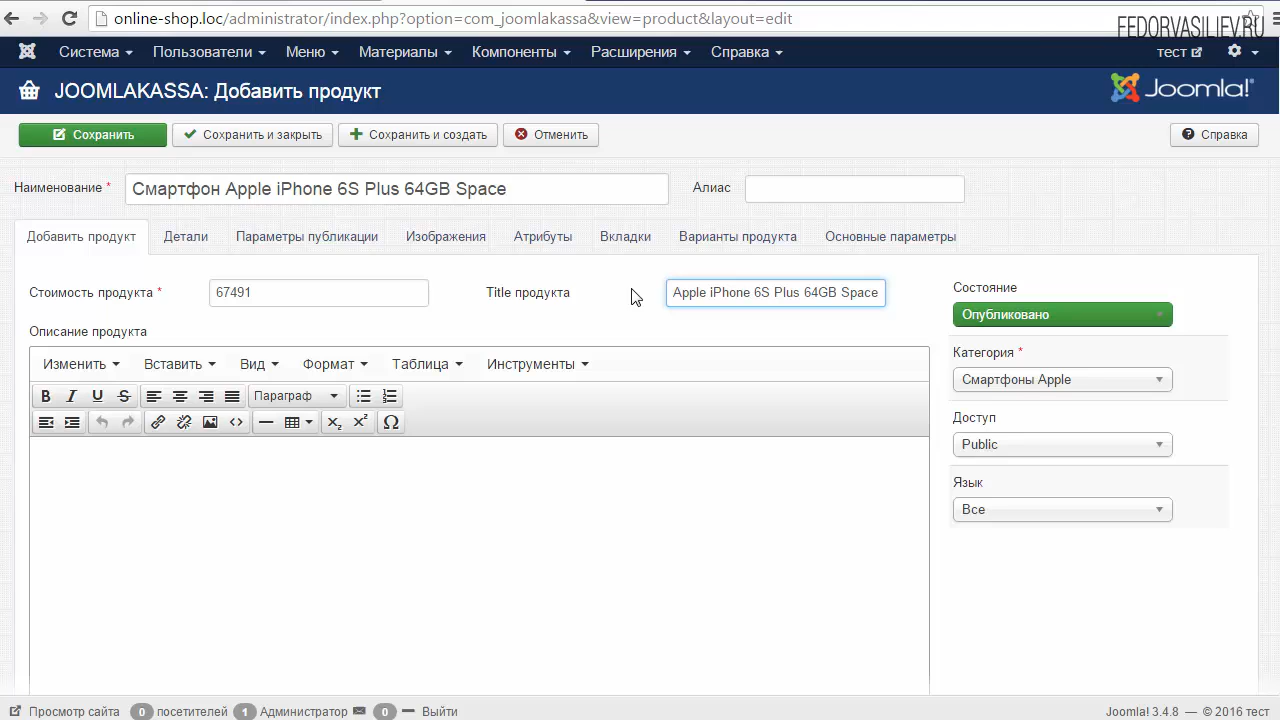 online-shop.loc/administrator/index.php?option=com_joomlakassa&view=product&layout=edit
FEDORVASILIEV.RU
Система Пользователи Меню Материалы Компоненты Расширения Справка тест
JOOMLAKASSA: Добавить продукт Joomla!
Сохранить Сохранить и закрыть Сохранить и создать Отменить Справка
Наименование * Смартфон Apple iPhone 6S Plus 64GB Space Алиас
Добавить продукт Детали Параметры публикации Изображения Атрибуты Вкладки Варианты продукта Основные параметры
Стоимость продукта * 67491 Title продукта Apple iPhone 6S Plus 64GB Space
Состояние
Опубликовано
Описание продукта
Категория *
Изменить Вставить Вид Формат Таблица Инструменты
Смартфоны Apple
B I U S Параграф
Доступ
Public
Язык
Все
Просмотр сайта 0 посетителей 1 Администратор 0 Выйти Joomla! 3.4.8 — © 2016 тест